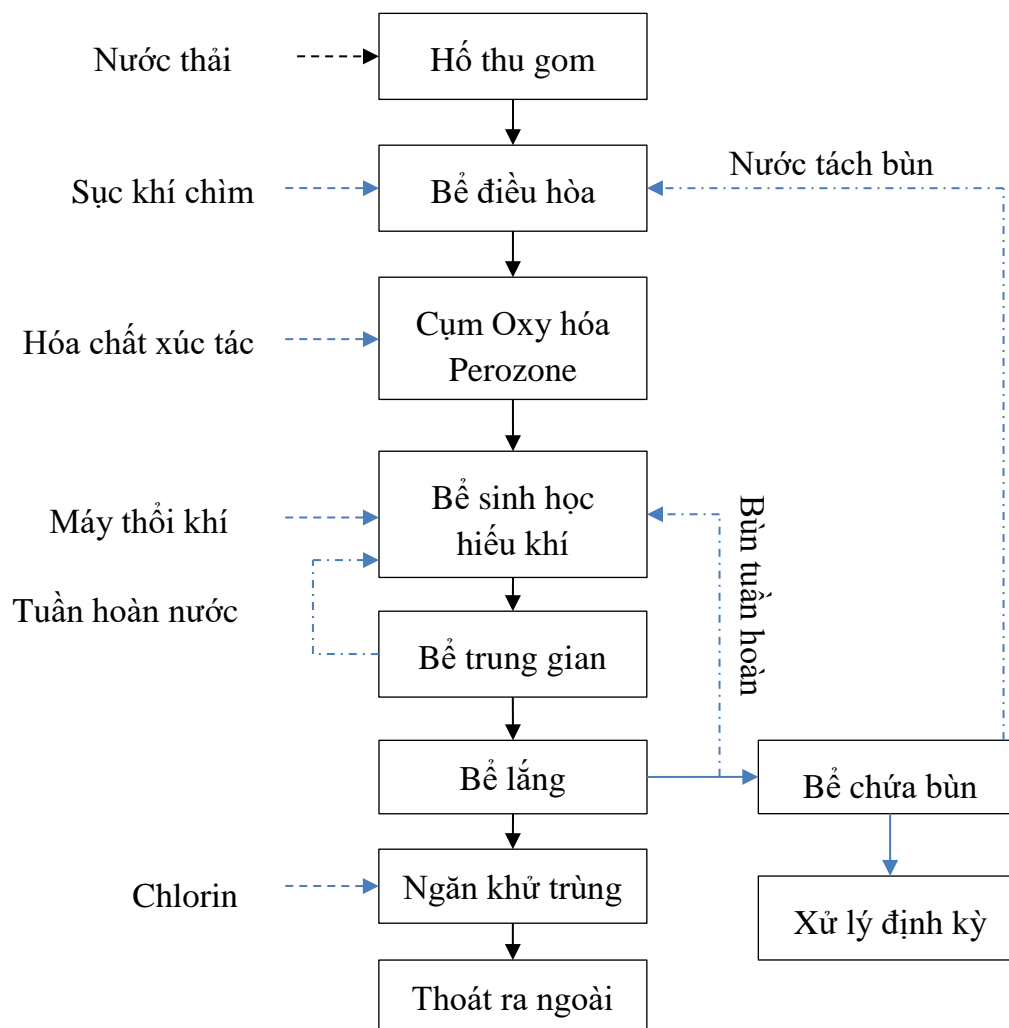 Nước thải
Hố thu gom
Nước tách bùn
Sục khí chìm
Bể điều hòa
Hóa chất xúc tác
Cụm Oxy hóa
Perozone
Máy thổi khí
Bể sinh học
hiếu khí
Bùn tuần hoàn
Tuần hoàn nước
Bể trung gian
Bể lắng
Bể chứa bùn
Chlorin
Ngăn khử trùng
Xử lý định kỳ
Thoát ra ngoài